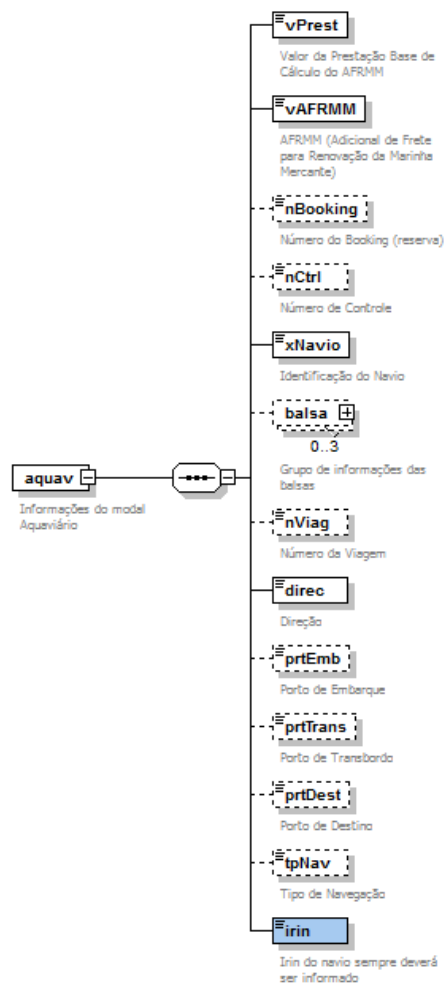 vPrest
Valor da Prestação Base de
Cálculo do AFRMM
vAFRMM
AFRMM (Adicional de Frete
para Renovação da Marinha
Mercante)
nBooking
Número do Booking (reserva)
nCtrl
Número de Controle
xNavio
Identificação do Navio
balsa
0..3
Grupo de informações das
balsas
aquav
Informações do modal
Aquaviário
nViag
Número da Viagem
direc
Direção
prtEmb
Porto de Embarque
prtTrans
Porto de Transbordo
prtDest
Porto de Destino
tpNav
Tipo de Navegação
irin
Irin do navio sempre deverá
ser informado